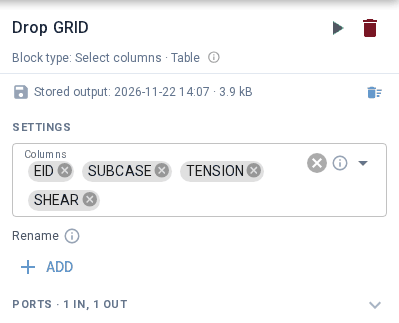 Drop GRID
Block type: Select columns · Table
Stored output: 2026-11-22 14:07 · 3.9 kB
SETTINGS
Columns
EID SUBCASE TENSION
SHEAR
Rename
ADD
PORTS · 1 IN, 1 OUT